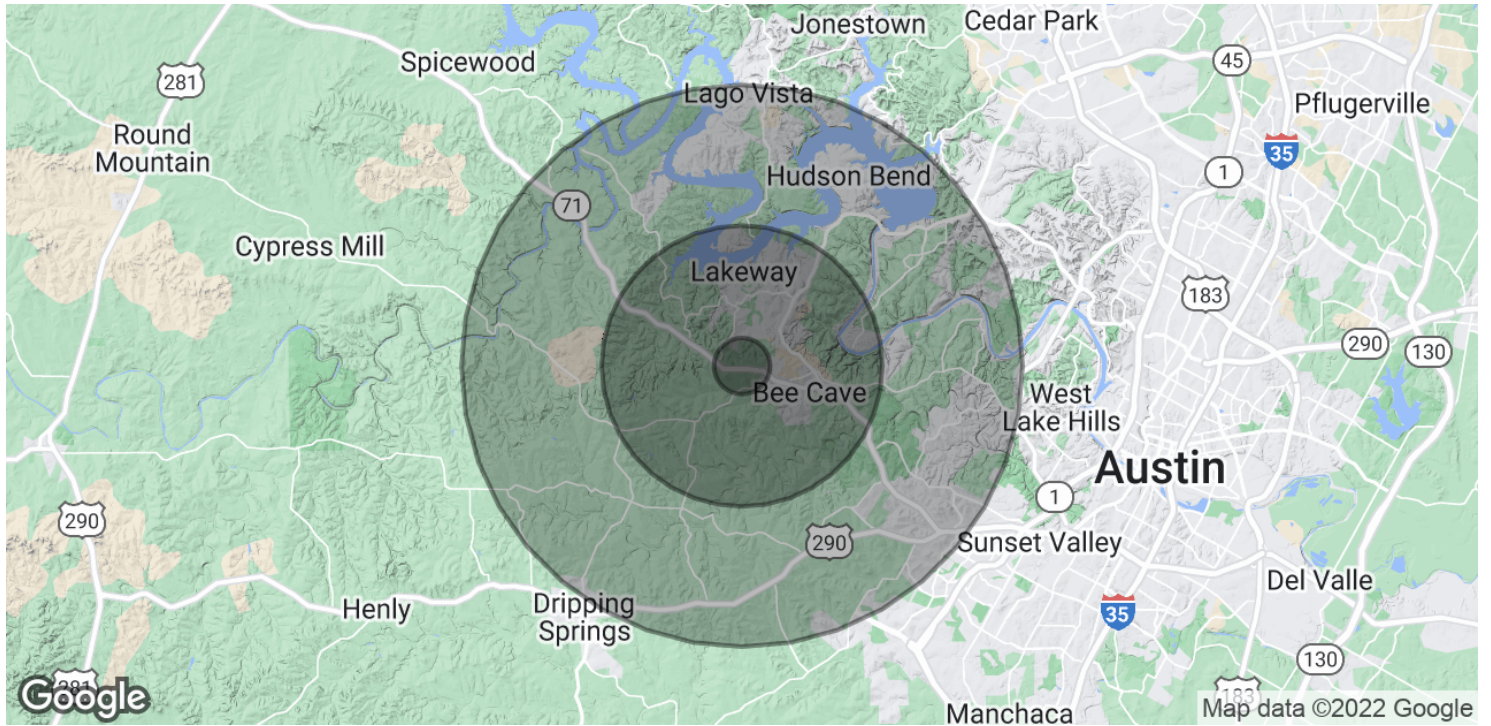 Jonestown
Cedar Park
Spicewood
45
281
Lago Vista
Pflugerville
Round
Mountain
35
Hudson Bend
1
71
Cypress Mill
Lakeway
183
290
130
Bee Cave
West
Lake Hills
Austin
1
290
290
Sunset Valley
Del Valle
Henly
Dripping
Springs
35
130
281
183
Google
Manchaca
Map data ©2022 Google